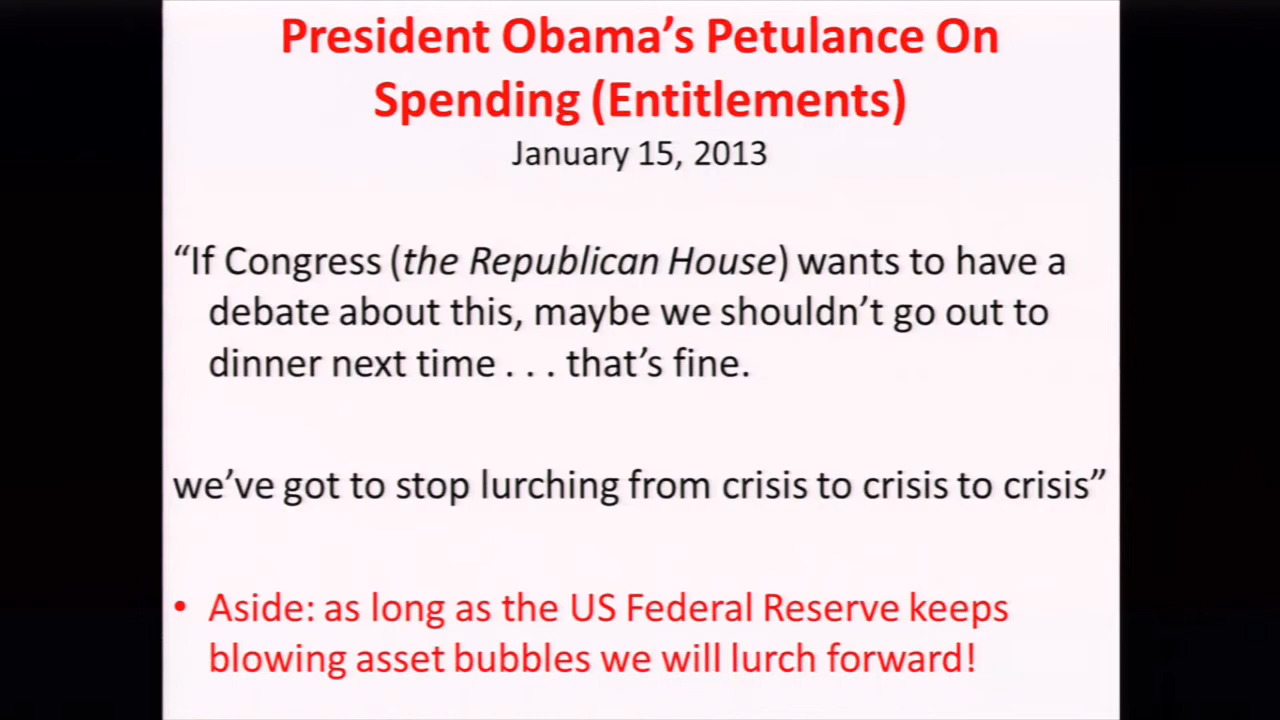 President Obama’s Petulance On
Spending (Entitlements)
January 15, 2013
“If Congress (the Republican House) wants to have a
debate about this, maybe we shouldn’t go out to
dinner next time . . . that’s fine.
we’ve got to stop lurching from crisis to crisis to crisis”
• Aside: as long as the US Federal Reserve keeps
blowing asset bubbles we will lurch forward!